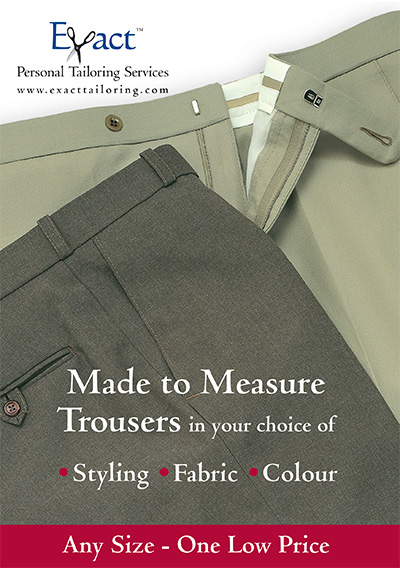 Exact™
Personal Tailoring Services
www.exacttailoring.com
Made to Measure
Trousers in your choice of
• Styling • Fabric • Colour
Any Size - One Low Price